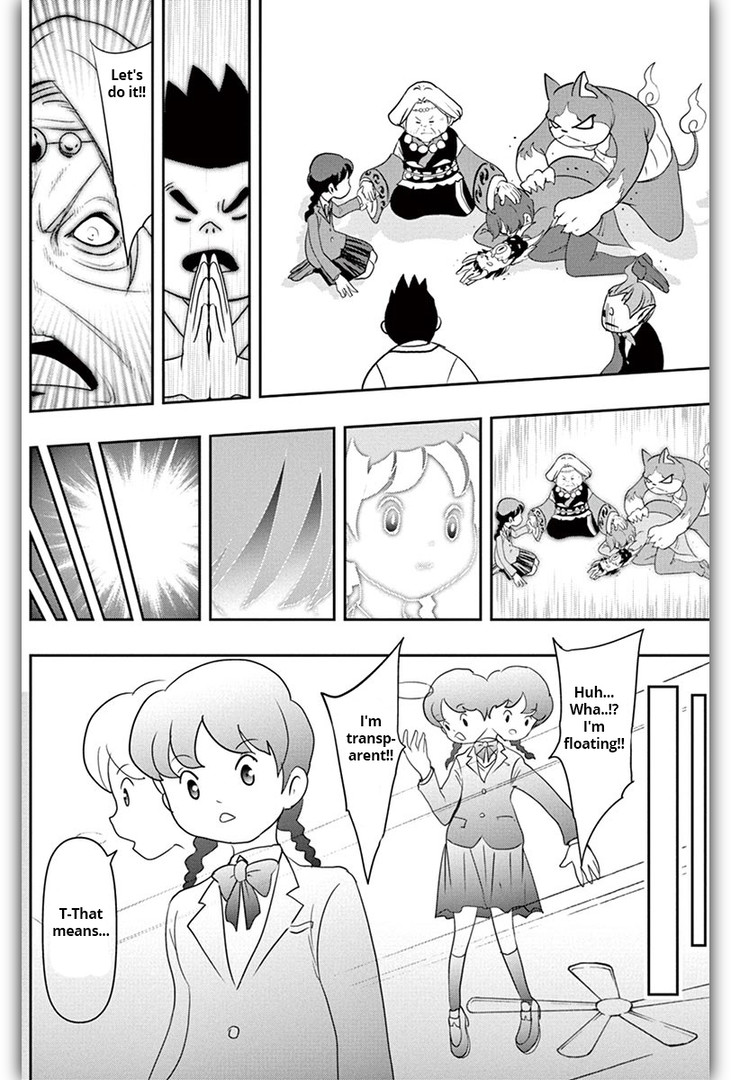 Let's
do it!!
Huh...
Wha..!?
I'm
floating!!
I'm
transp-
arent!!
T-That
means...